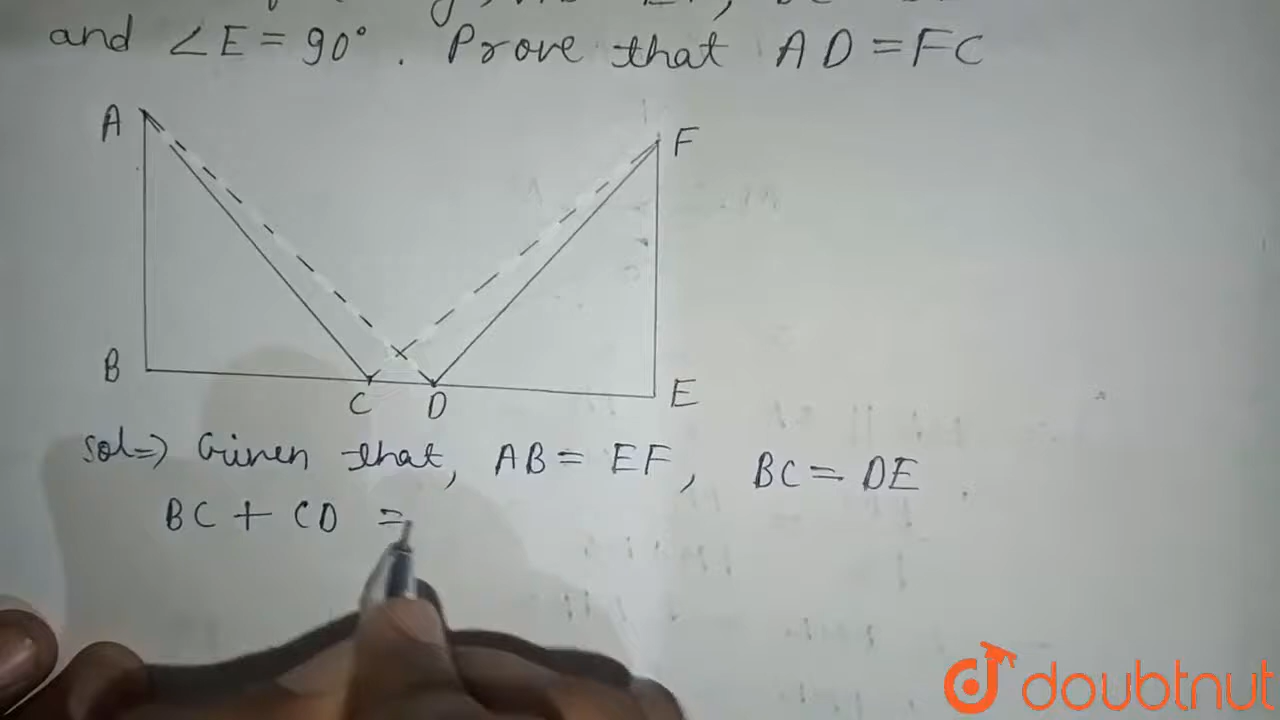 and ∠E = 90° . Prove that AD = FC
A
F
B
C D
E
Sol⇒ Given that, AB = EF, BC = DE .
BC + CD =
doubtnut